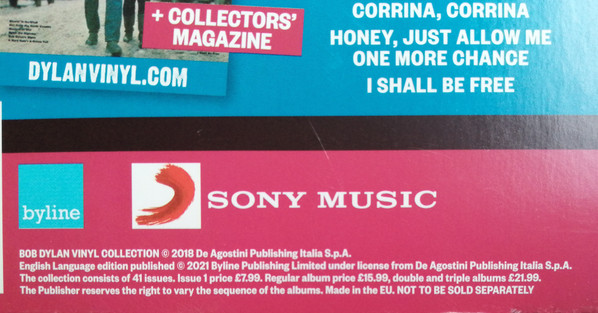 + COLLECTORS'
MAGAZINE
DYLANVINYL.COM
CORRINA, CORRINA
HONEY, JUST ALLOW ME
ONE MORE CHANCE
I SHALL BE FREE
byline
SONY MUSIC
BOB DYLAN VINYL COLLECTION © 2018 De Agostini Publishing Italia S.p.A.
English Language edition published © 2021 Byline Publishing Limited under license from De Agostini Publishing Italia S.p.A.
The collection consists of 41 issues. Issue 1 price £7.99. Regular album price £15.99, double and triple albums £21.99.
The Publisher reserves the right to vary the sequence of the albums. Made in the EU. NOT TO BE SOLD SEPARATELY